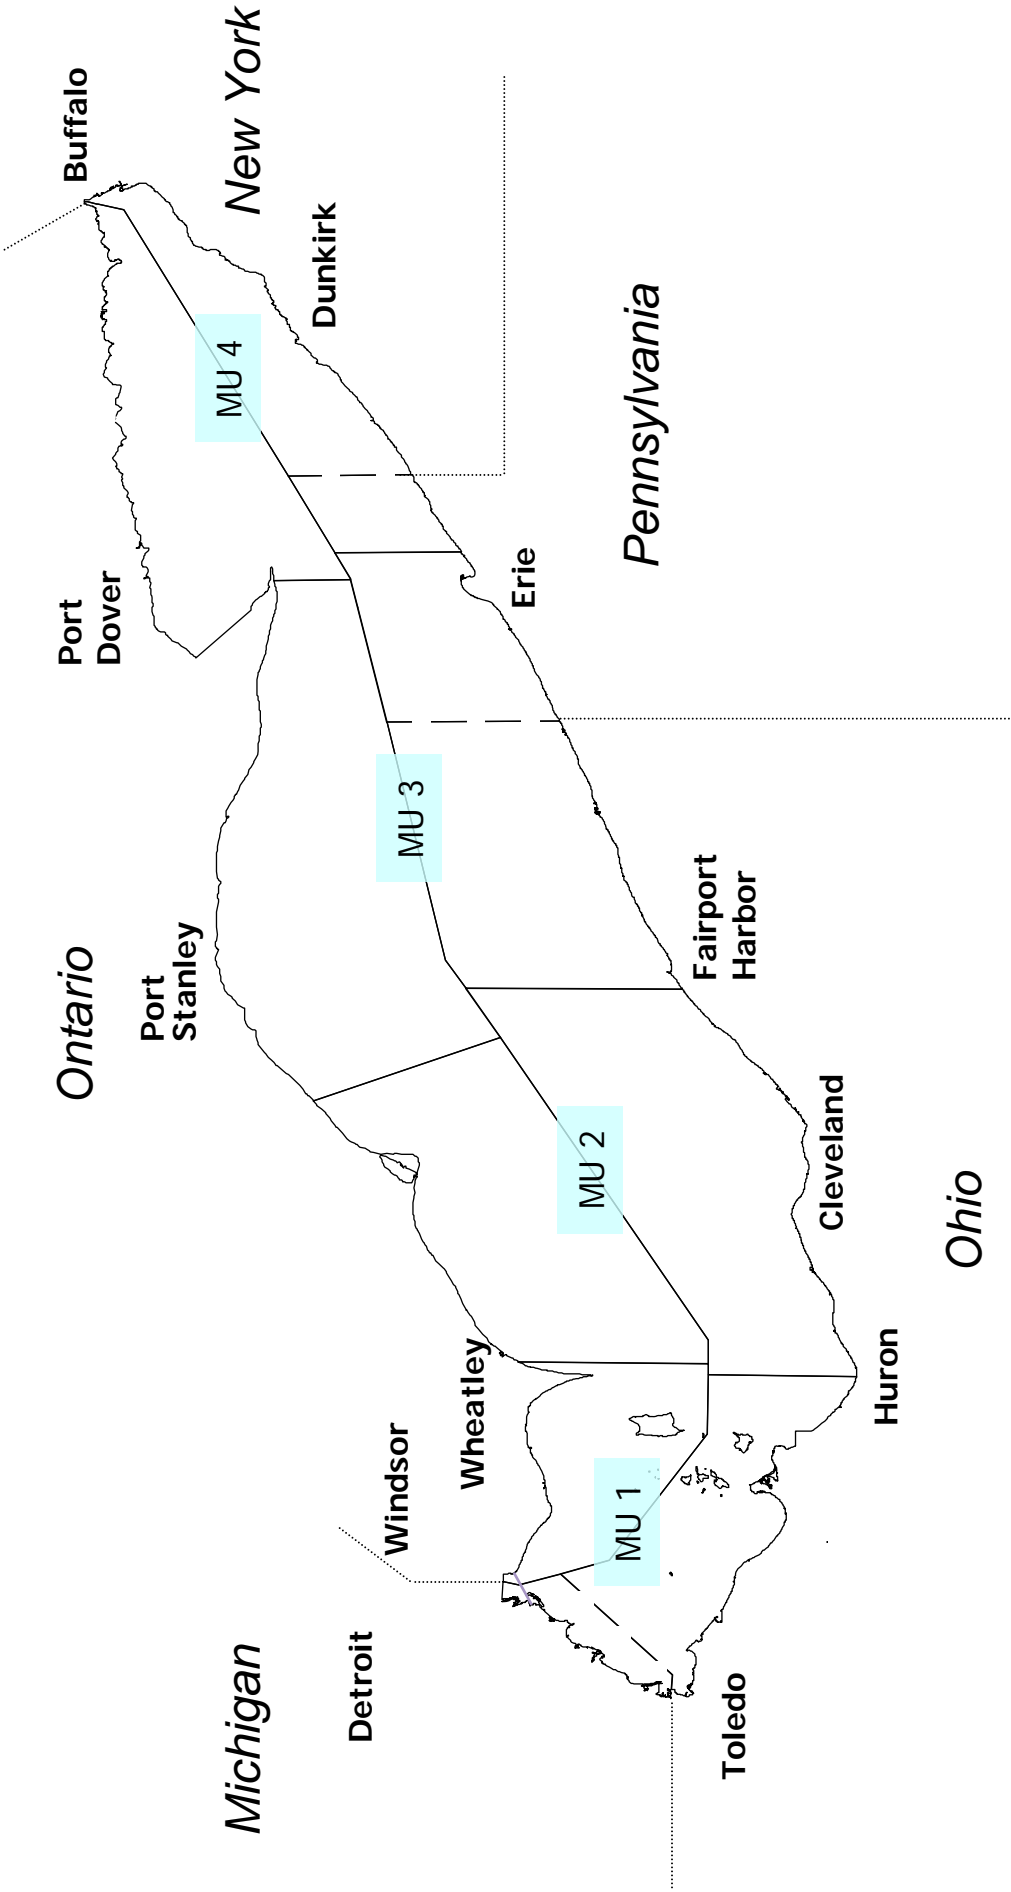 Ontario
Michigan
New York
Pennsylvania
Ohio
Buffalo
Dunkirk
Port
Dover
Erie
Port
Stanley
Fairport
Harbor
Cleveland
Wheatley
Huron
Windsor
Detroit
Toledo
MU 1
MU 2
MU 3
MU 4